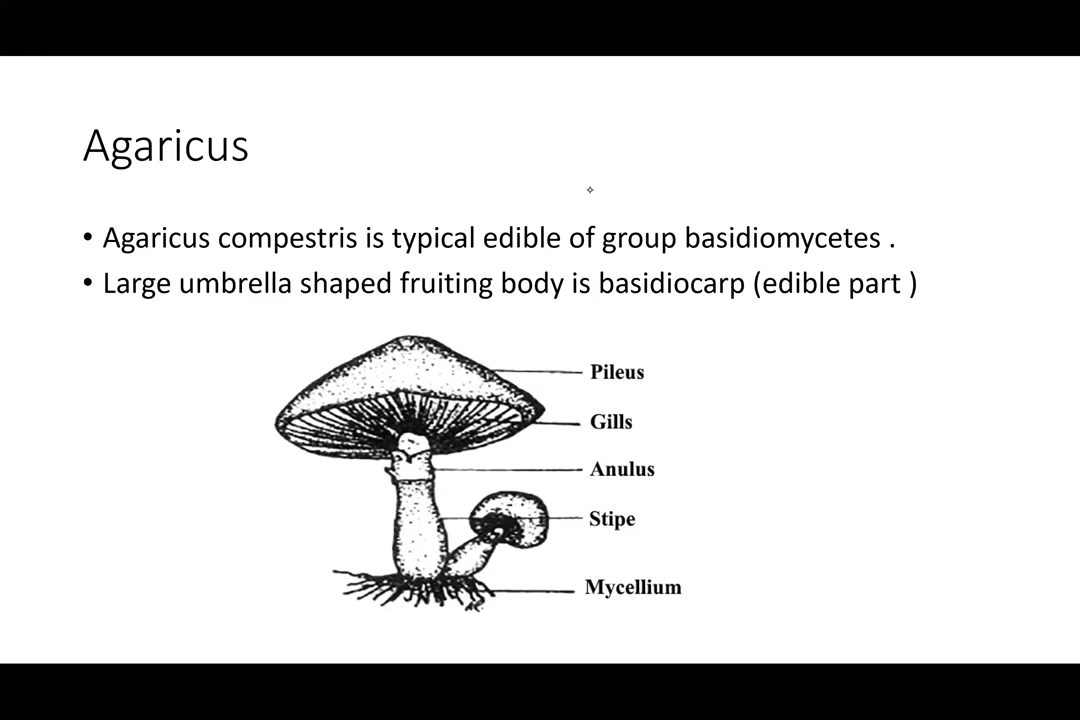 Agaricus
• Agaricus compestris is typical edible of group basidiomycetes .
• Large umbrella shaped fruiting body is basidiocarp (edible part )
Pileus
Gills
Anulus
Stipe
Mycellium